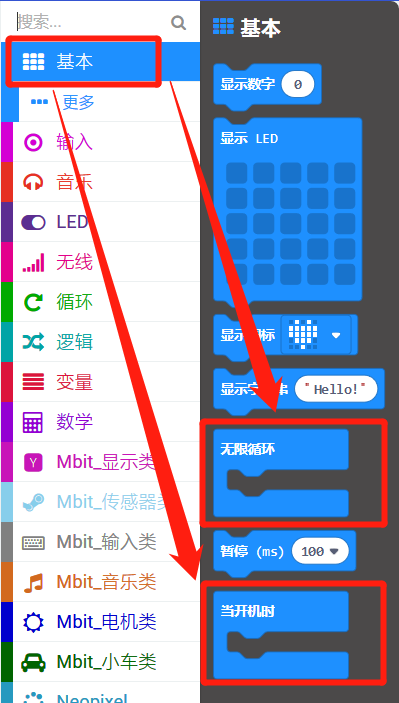 搜索...
基本
更多
输入
音乐
LED
无线
循环
逻辑
变量
数学
Mbit_显示类
Mbit_传感器类
Mbit_输入类
Mbit_音乐类
Mbit_电机类
Mbit_小车类
Neopixel
基本
显示数字 0
显示 LED
显示图标
显示字符串 "Hello!"
无限循环
暂停 (ms) 100
当开机时